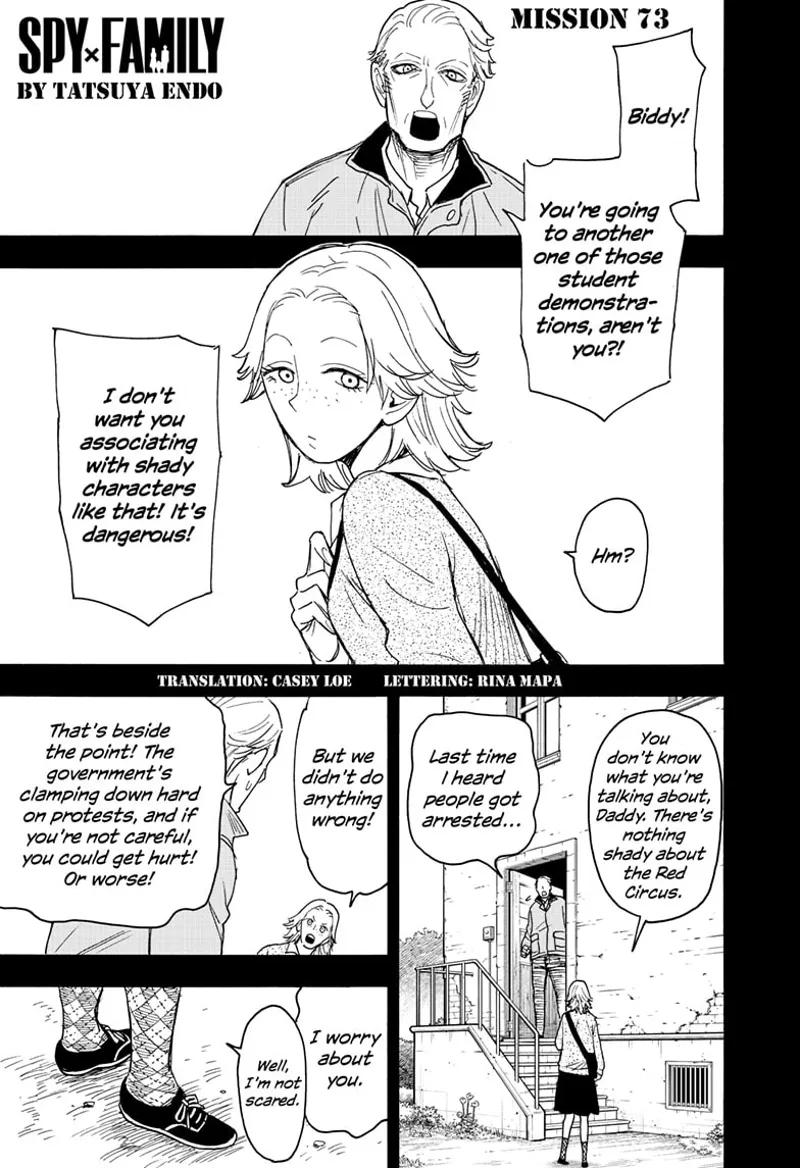 SPY×FAMILY
BY TATSUYA ENDO
MISSION 73
Biddy!
You're going
to another
one of those
student
demonstra-
tions, aren't
you?!
I don't
want you
associating
with shady
characters
like that! It's
dangerous!
Hm?
TRANSLATION: CASEY LOE
LETTERING: RINA MAPA
You
don't know
what you're
talking about,
Daddy. There's
nothing
shady about
the Red
Circus.
Last time
I heard
people got
arrested...
But we
didn't do
anything
wrong!
That's beside
the point! The
government's
clamping down hard
on protests, and if
you're not careful,
you could get hurt!
Or worse!
I worry
about
you.
Well,
I'm not
scared.